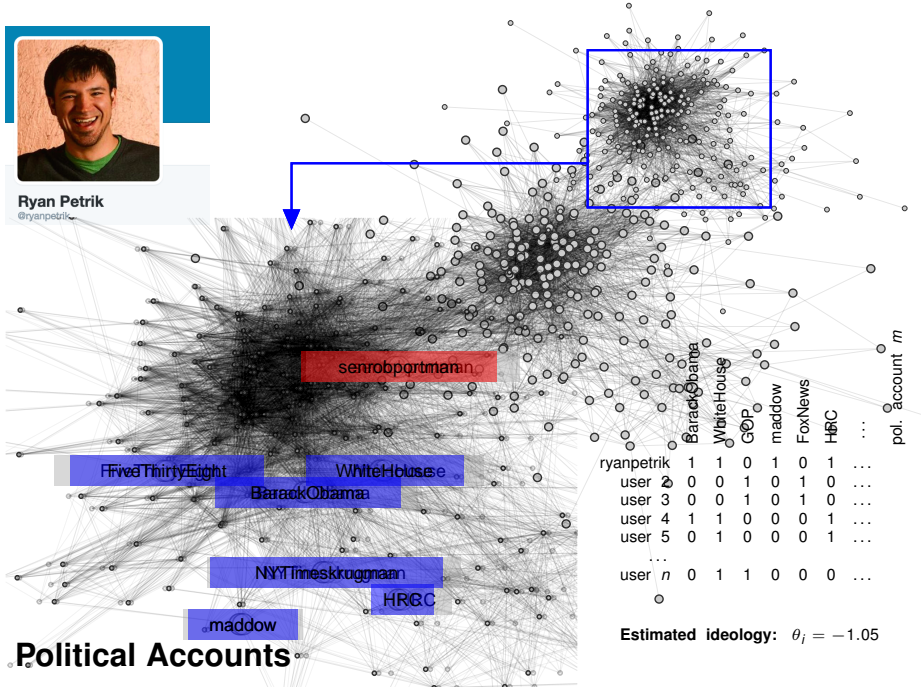 Ryan Petrik
@ryanpetrik
senrobportman
FiveThirtyEight
WhiteHouse
BarackObama
NYTimeskrugman
HRC
maddow
Political Accounts
BarackObama
WhiteHouse
GOP
maddow
FoxNews
HRC
...
pol. account m
ryanpetrik 1 1 0 1 0 1 ...
user 2 0 0 1 0 1 0 ...
user 3 0 0 1 0 1 0 ...
user 4 1 1 0 0 0 1 ...
user 5 0 1 0 0 0 1 ...
...
user n 0 1 1 0 0 0 ...
Estimated ideology: θj = −1.05